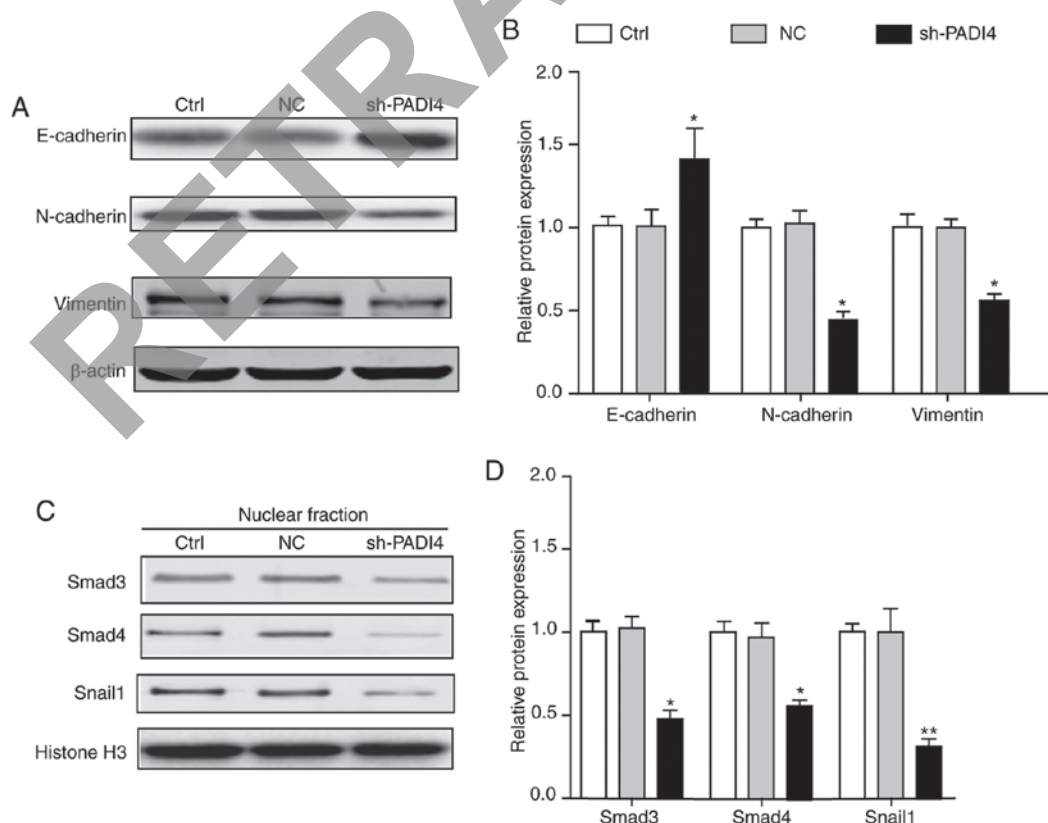 A
Ctrl NC sh-PADI4
E-cadherin
N-cadherin
Vimentin
β-actin
B
Ctrl NC sh-PADI4
Relative protein expression
2.0
1.5
1.0
0.5
0.0
*
*
*
E-cadherin N-cadherin Vimentin
C
Nuclear fraction
Ctrl NC sh-PADI4
Smad3
Smad4
Snail1
Histone H3
D
Relative protein expression
2.0
1.5
1.0
0.5
0.0
*
*
**
Smad3 Smad4 Snail1
RETRA